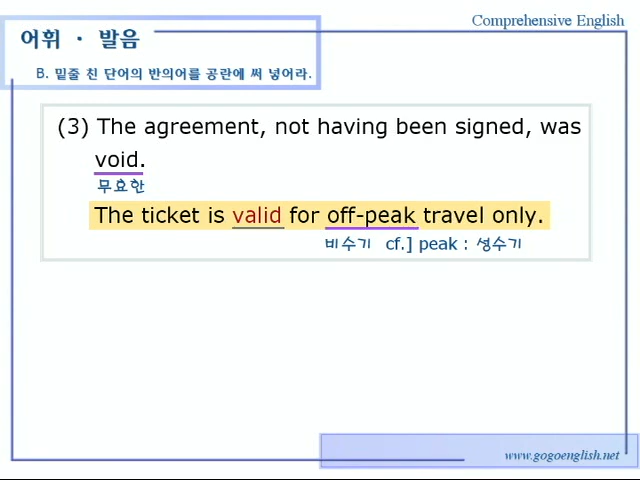 Comprehensive English
어휘 · 발음
B. 밑줄 친 단어의 반의어를 공란에 써 넣어라.
(3) The agreement, not having been signed, was
void.
무효한
The ticket is valid for off-peak travel only.
비수기 cf.] peak : 성수기
www.gogoenglish.net